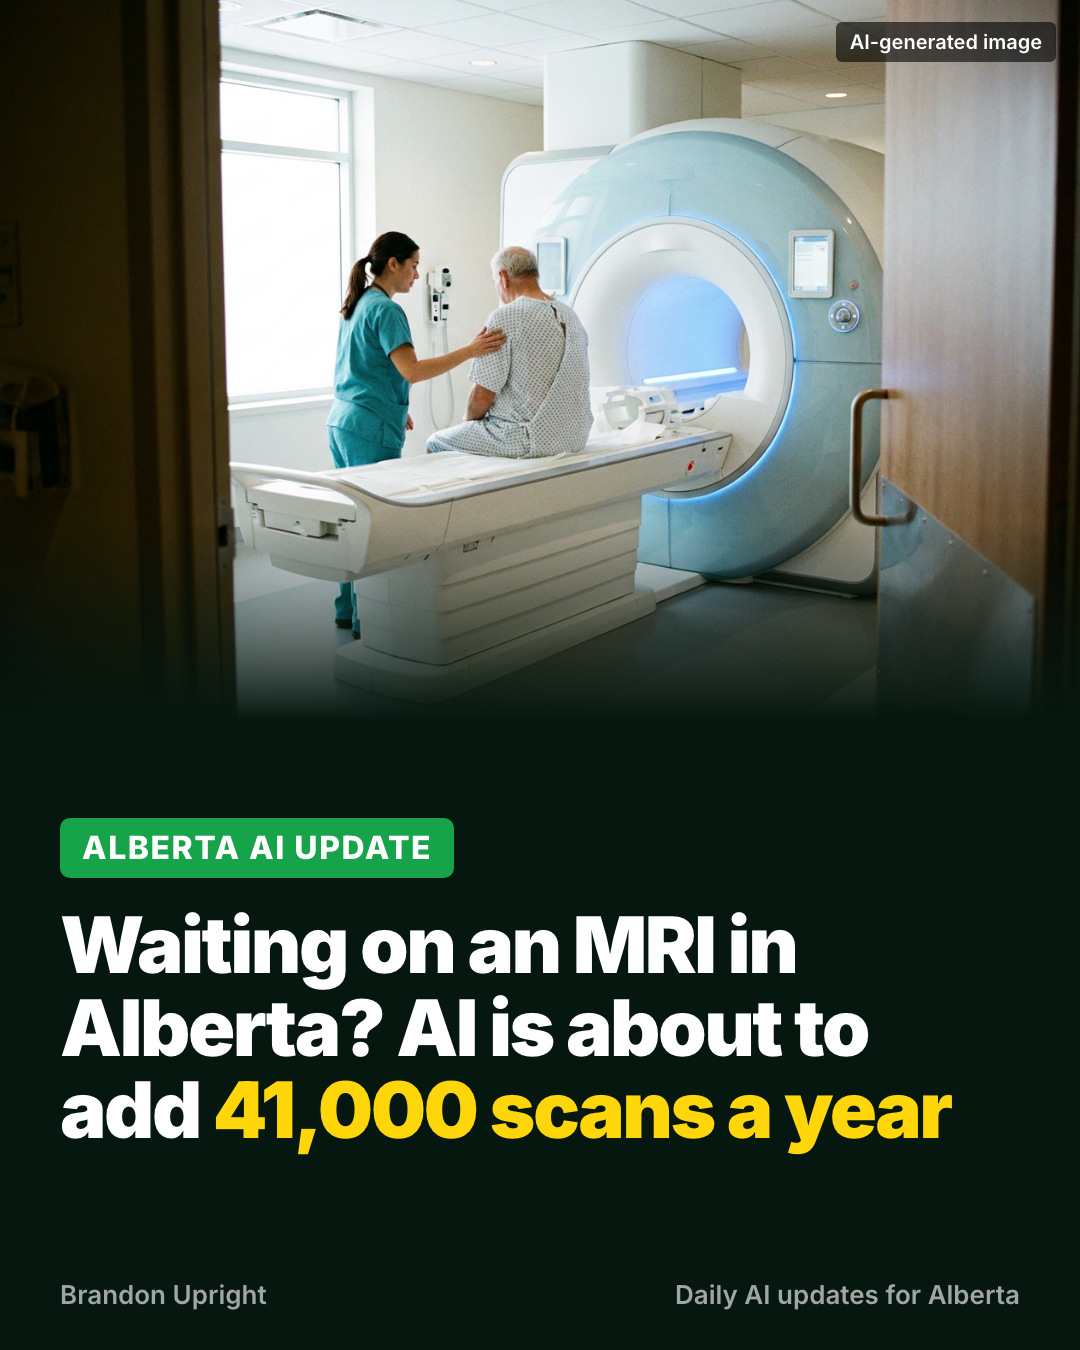 AI-generated image
ALBERTA AI UPDATE
Waiting on an MRI in
Alberta? AI is about to
add 41,000 scans a year
Brandon Upright
Daily AI updates for Alberta